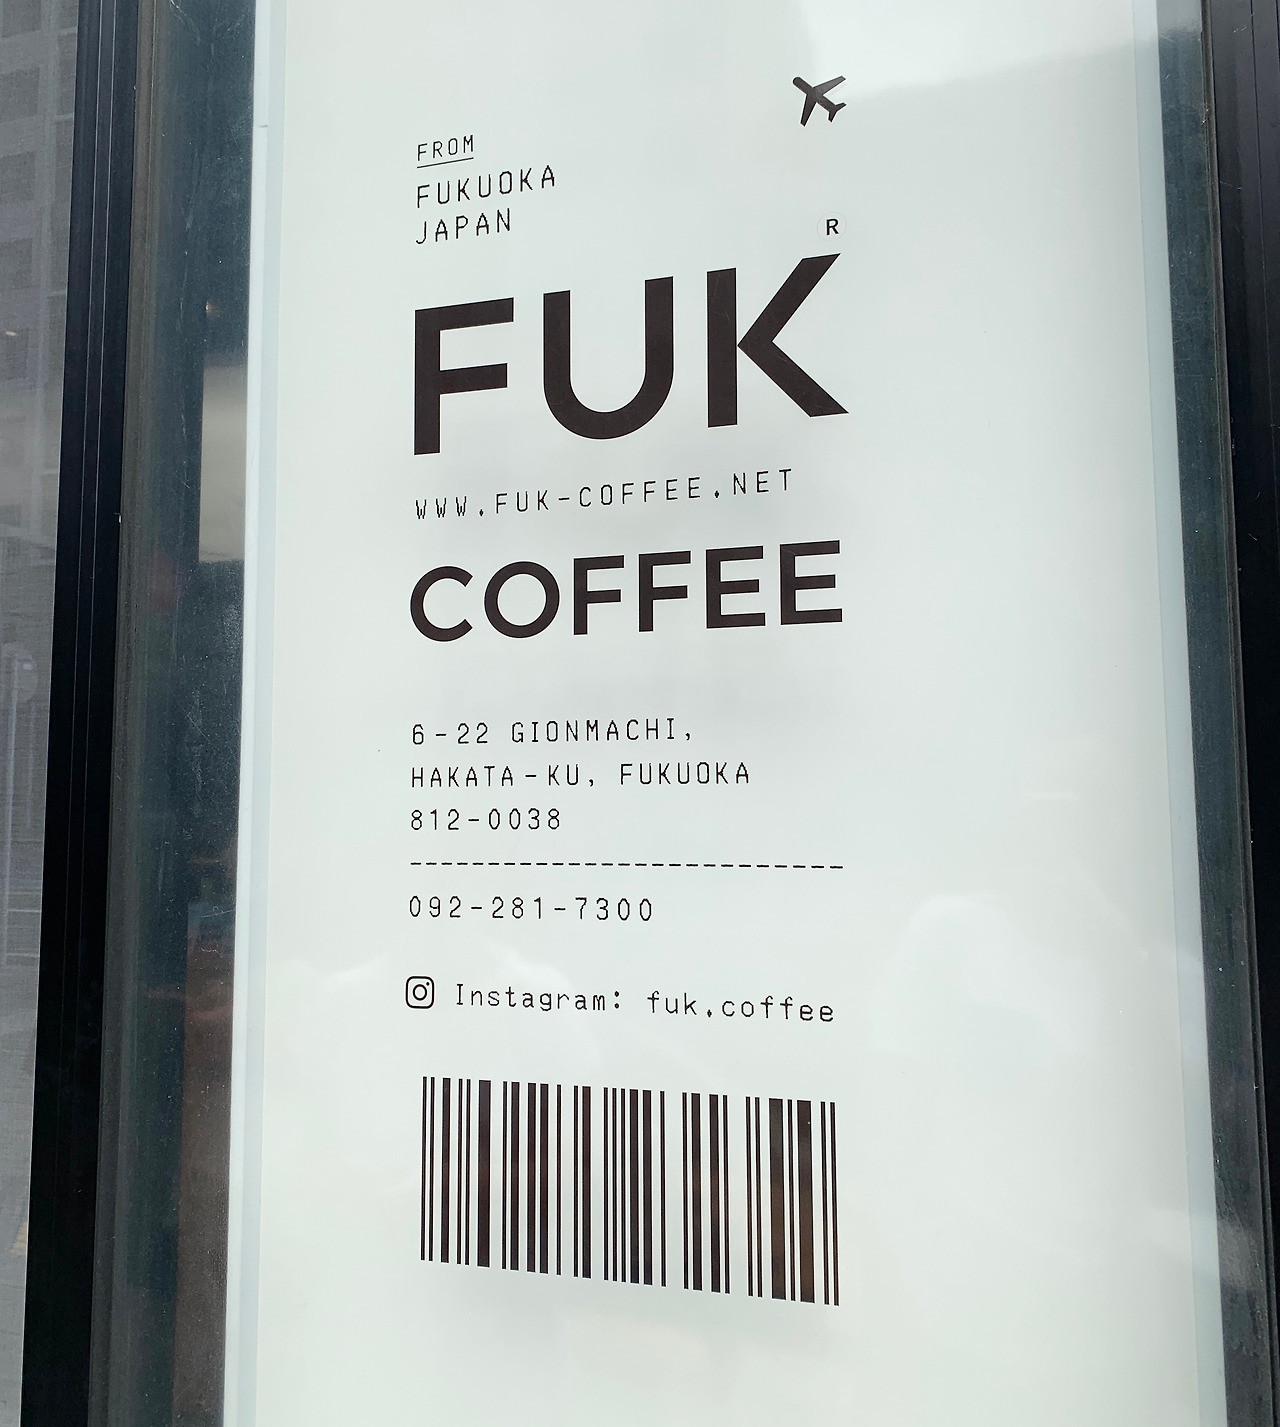 FROM
FUKUOKA
JAPAN
R
FUK
WWW.FUK-COFFEE.NET
COFFEE
6-22 GIONMACHI,
HAKATA-KU, FUKUOKA
812-0038
092-281-7300
Instagram: fuk.coffee